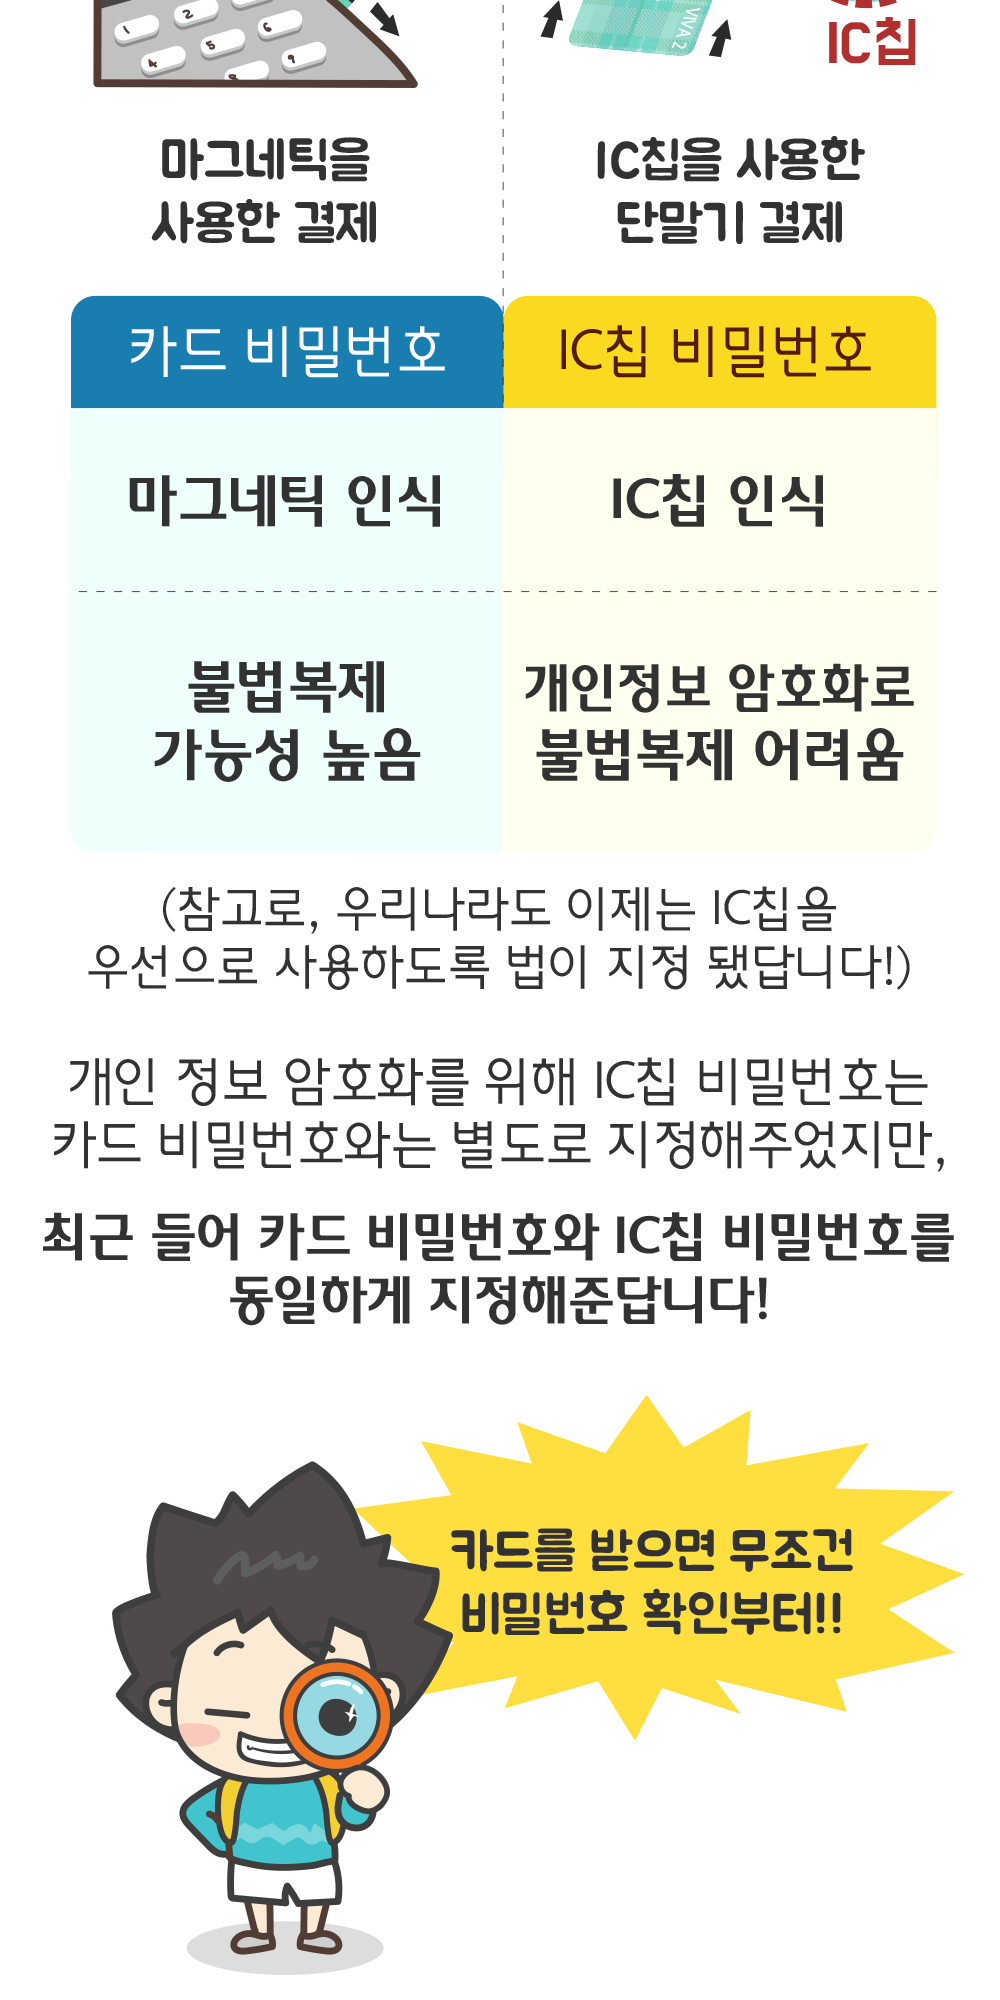 1 2
4 5 6
8 9
VIVA 2
IC칩
마그네틱을
사용한 결제
IC칩을 사용한
단말기 결제
카드 비밀번호
IC칩 비밀번호
마그네틱 인식
IC칩 인식
불법복제
가능성 높음
개인정보 암호화로
불법복제 어려움
(참고로, 우리나라도 이제는 IC칩을
우선으로 사용하도록 법이 지정 됐답니다!)
개인 정보 암호화를 위해 IC칩 비밀번호는
카드 비밀번호와는 별도로 지정해주었지만,
최근 들어 카드 비밀번호와 IC칩 비밀번호를
동일하게 지정해준답니다!
카드를 받으면 무조건
비밀번호 확인부터!!